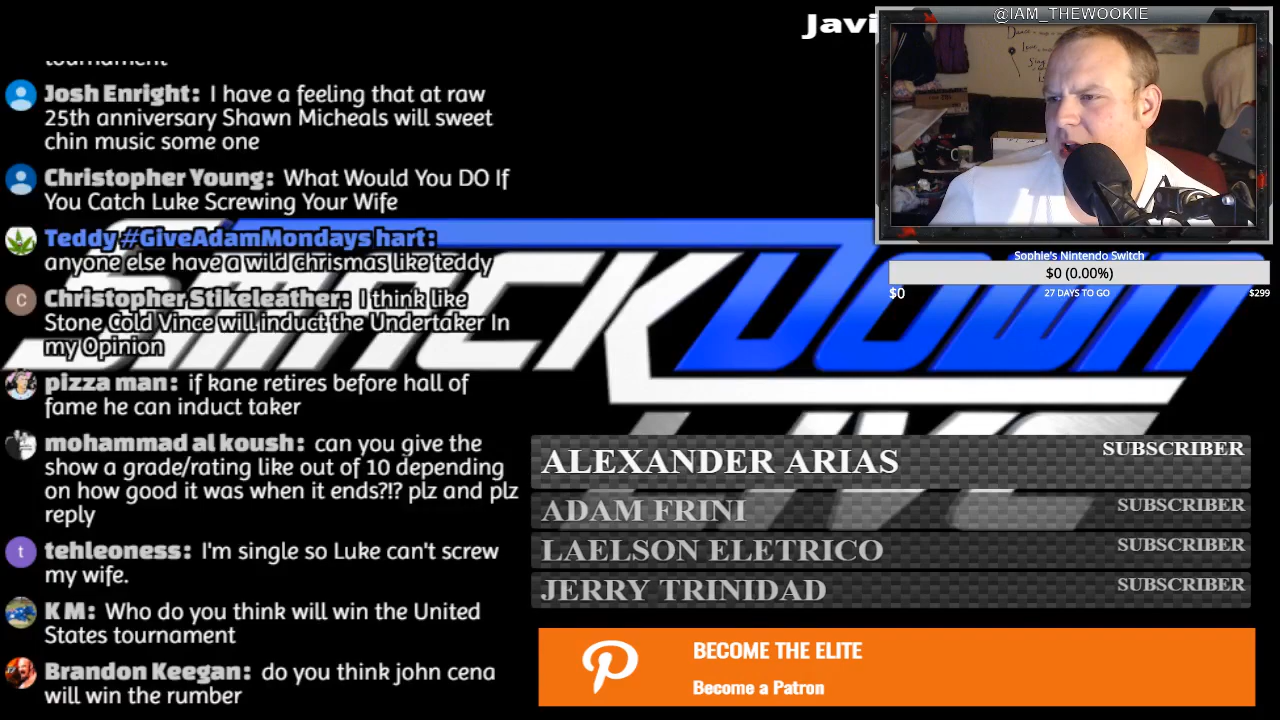 Javi
@IAM_THEWOOKIE
tournament
Josh Enright: I have a feeling that at raw
25th anniversary Shawn Micheals will sweet
chin music some one
Christopher Young: What Would You DO If
You Catch Luke Screwing Your Wife
Teddy #GiveAdamMondays hart:
anyone else have a wild chrismas like teddy
Christopher Stikeleather: I think like
Stone Cold Vince will induct the Undertaker In
my Opinion
pizza man: if kane retires before hall of
fame he can induct taker
mohammad al koush: can you give the
show a grade/rating like out of 10 depending
on how good it was when it ends?!? plz and plz
reply
tehleoness: I'm single so Luke can't screw
my wife.
K M: Who do you think will win the United
States tournament
Brandon Keegan: do you think john cena
will win the rumber
Sophie's Nintendo Switch
$0 (0.00%)
$0 27 DAYS TO GO $299
SMACKDOWN
LIVE
ALEXANDER ARIAS SUBSCRIBER
ADAM FRINI SUBSCRIBER
LAELSON ELETRICO SUBSCRIBER
JERRY TRINIDAD SUBSCRIBER
BECOME THE ELITE
Become a Patron